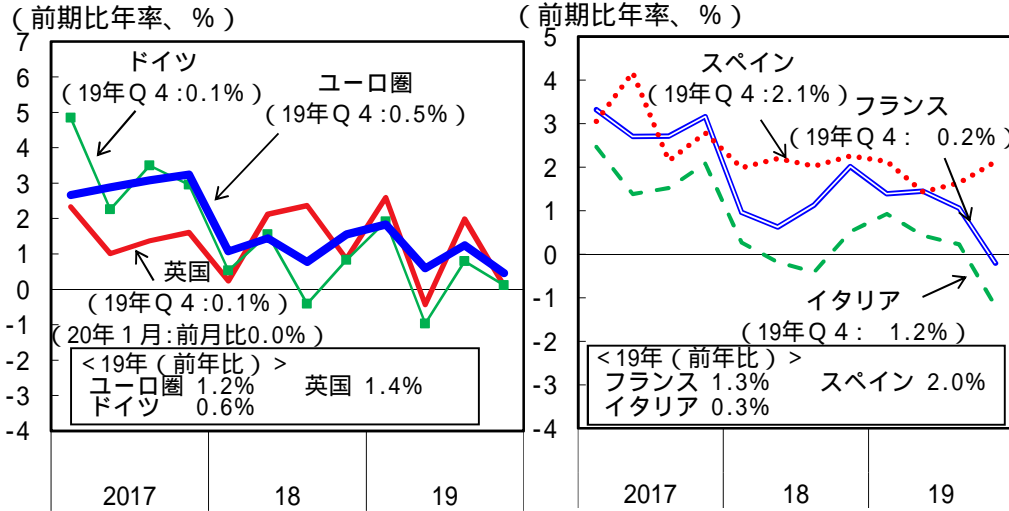 (前期比年率、%)
7
6
5
4
3
2
1
0
-1
-2
-3
-4
ドイツ
(19年Q4:0.1%)
ユーロ圏
(19年Q4:0.5%)
英国
(19年Q4:0.1%)
(20年1月:前月比0.0%)
<19年(前年比)>
ユーロ圏 1.2% 英国 1.4%
ドイツ 0.6%
2017 18 19
(前期比年率、%)
5
4
3
2
1
0
-1
-2
-3
-4
スペイン
(19年Q4:2.1%)
フランス
(19年Q4: 0.2%)
イタリア
(19年Q4: 1.2%)
<19年(前年比)>
フランス 1.3% スペイン 2.0%
イタリア 0.3%
2017 18 19